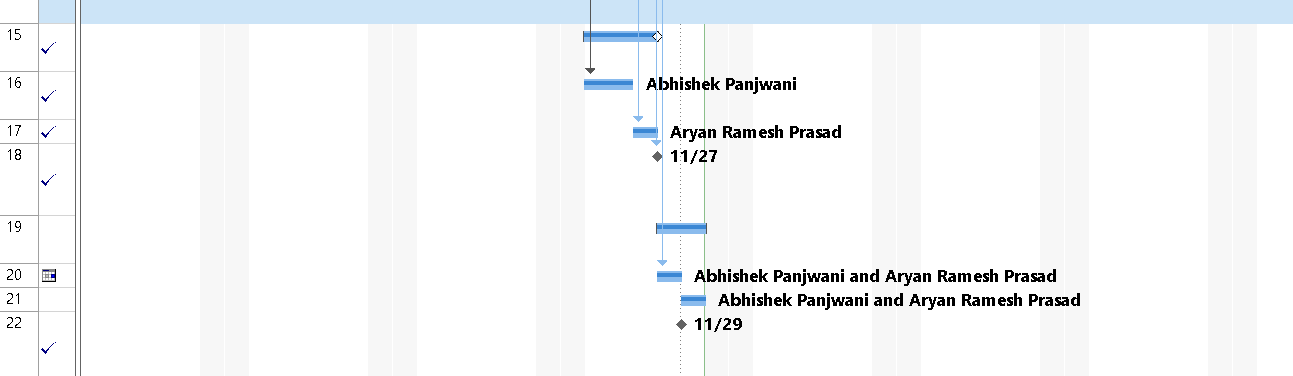 15
16 Abhishek Panjwani
17 Aryan Ramesh Prasad
18 11/27
19
20 Abhishek Panjwani and Aryan Ramesh Prasad
21 Abhishek Panjwani and Aryan Ramesh Prasad
22 11/29